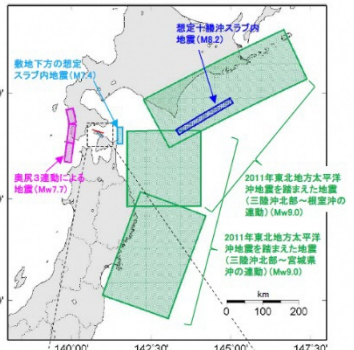 想定十勝沖スラブ内
地震(M8.2)
敷地下方の想定
スラブ内地震(M7.4)
奥尻3連動による
地震(Mw7.7)
2011年東北地方太平洋
沖地震を踏まえた地震
(三陸沖北部~根室沖の
連動)(Mw9.0)
2011年東北地方太平洋
沖地震を踏まえた地震
(三陸沖北部~宮城県
沖の連動)(Mw9.0)
km
0 100 200
140°00' 142°30' 145°00' 147°30'